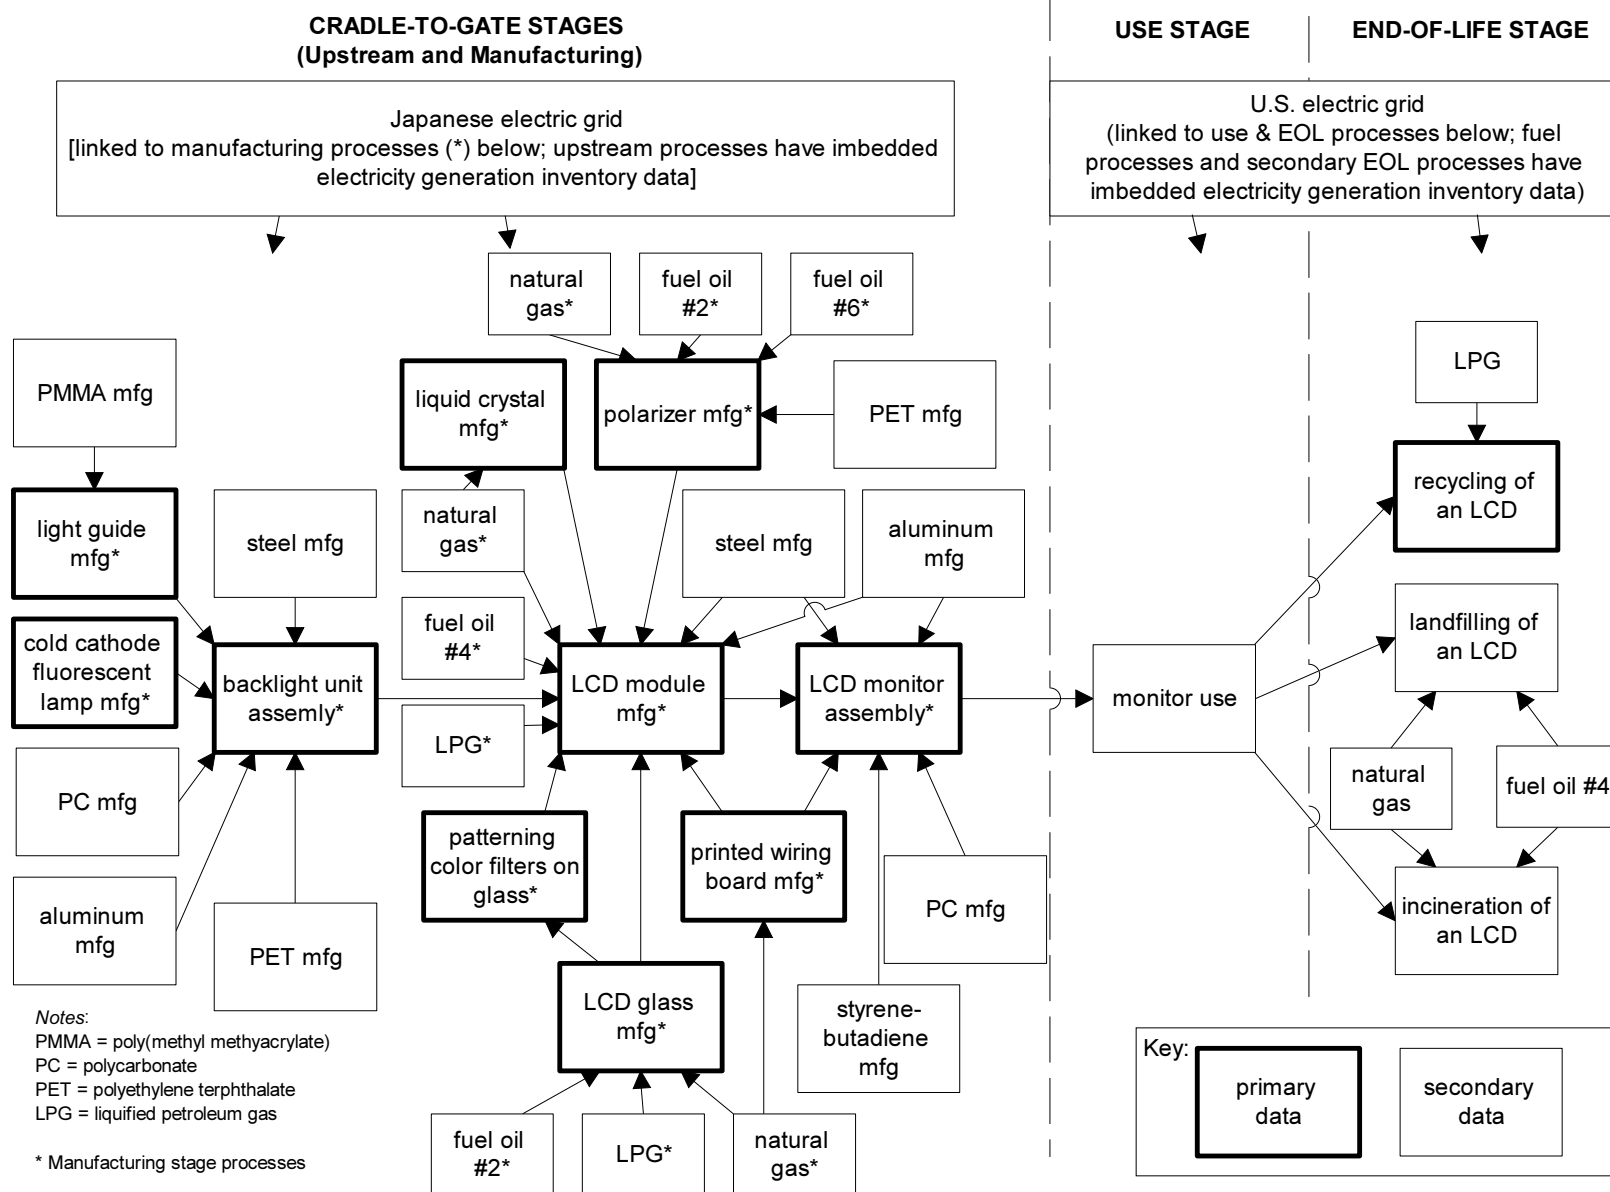 CRADLE-TO-GATE STAGES
(Upstream and Manufacturing)
USE STAGE
END-OF-LIFE STAGE
Japanese electric grid
[linked to manufacturing processes (*) below; upstream processes have imbedded
electricity generation inventory data]
U.S. electric grid
(linked to use & EOL processes below; fuel
processes and secondary EOL processes have
imbedded electricity generation inventory data)
natural
gas*
fuel oil
#2*
fuel oil
#6*
PMMA mfg
liquid crystal
mfg*
polarizer mfg*
PET mfg
LPG
light guide
mfg*
steel mfg
natural
gas*
steel mfg
aluminum
mfg
recycling of
an LCD
cold cathode
fluorescent
lamp mfg*
backlight unit
assemly*
fuel oil
#4*
LCD module
mfg*
LCD monitor
assembly*
monitor use
landfilling of
an LCD
LPG*
PC mfg
natural
gas
fuel oil #4
patterning
color filters on
glass*
printed wiring
board mfg*
PC mfg
incineration of
an LCD
aluminum
mfg
PET mfg
LCD glass
mfg*
styrene-
butadiene
mfg
fuel oil
#2*
LPG*
natural
gas*
Notes:
PMMA = poly(methyl methyacrylate)
PC = polycarbonate
PET = polyethylene terphthalate
LPG = liquified petroleum gas
* Manufacturing stage processes
Key:
primary
data
secondary
data